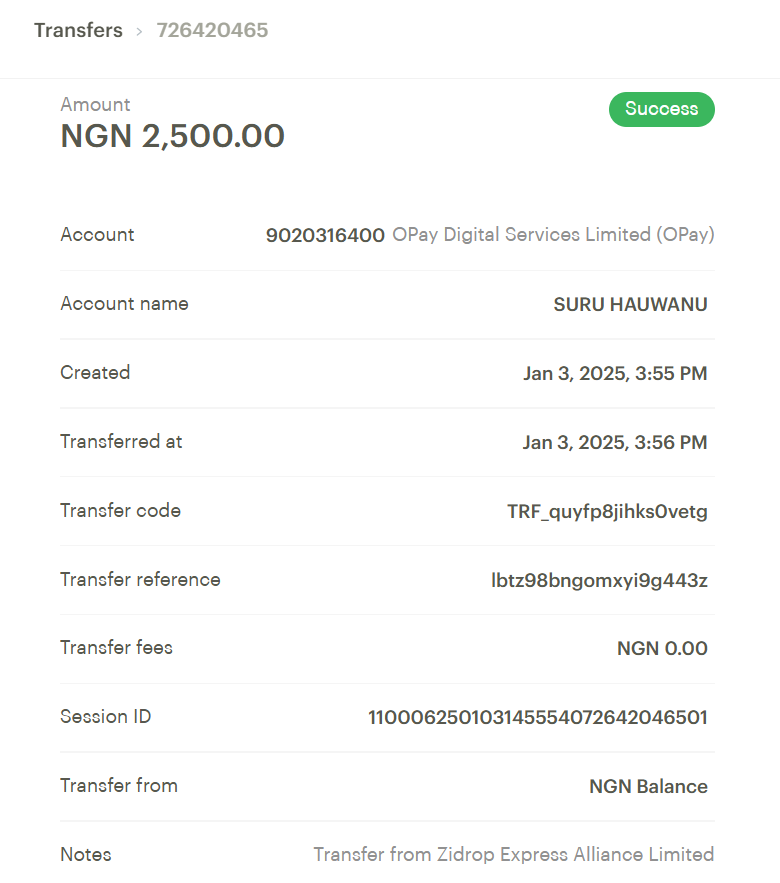 Transfers > 726420465
Amount
NGN 2,500.00
Success
Account 9020316400 OPay Digital Services Limited (OPay)
Account name SURU HAUWANU
Created Jan 3, 2025, 3:55 PM
Transferred at Jan 3, 2025, 3:56 PM
Transfer code TRF_quyfp8jihks0vetg
Transfer reference lbtz98bngomxyi9g443z
Transfer fees NGN 0.00
Session ID 110006250103145554072642046501
Transfer from NGN Balance
Notes Transfer from Zidrop Express Alliance Limited